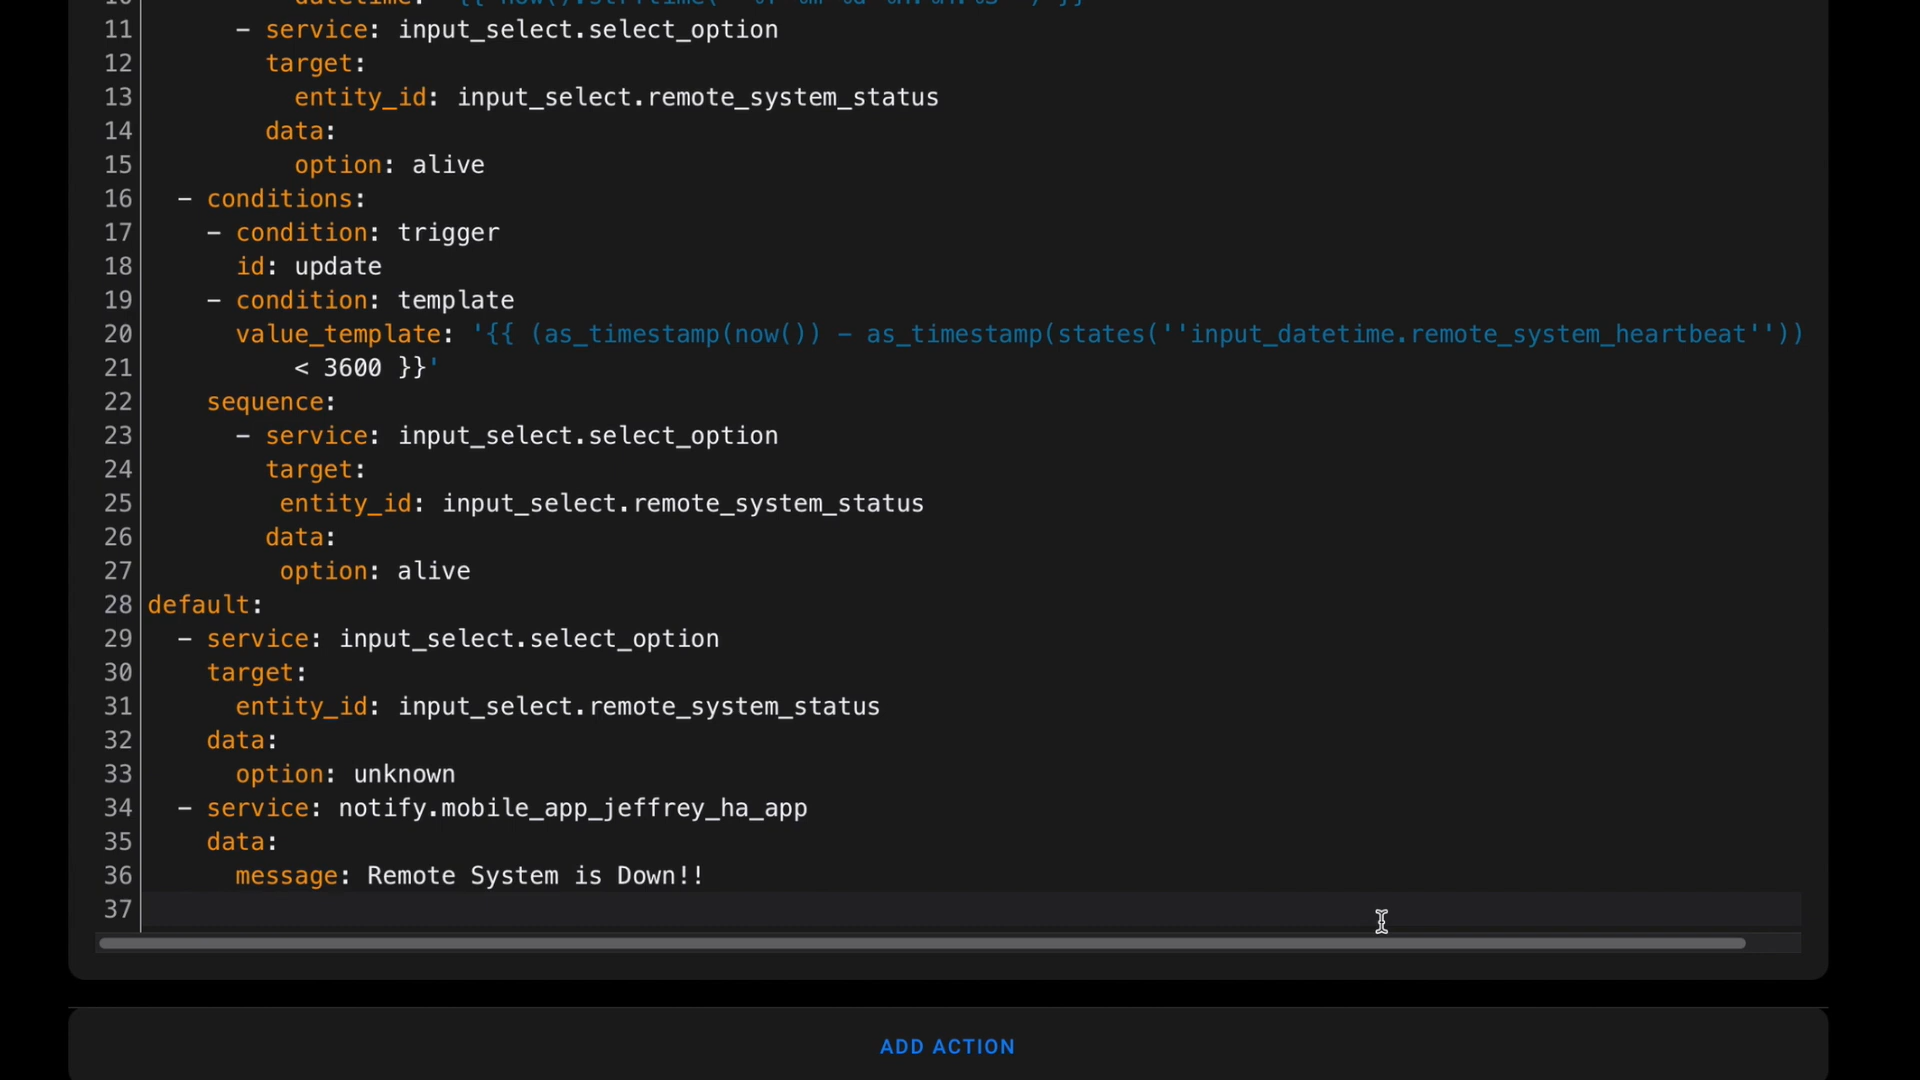 11 - service: input_select.select_option
12 target:
13 entity_id: input_select.remote_system_status
14 data:
15 option: alive
16 - conditions:
17 - condition: trigger
18 id: update
19 - condition: template
20 value_template: '{{ (as_timestamp(now()) - as_timestamp(states(''input_datetime.remote_system_heartbeat''))
21 < 3600 }}'
22 sequence:
23 - service: input_select.select_option
24 target:
25 entity_id: input_select.remote_system_status
26 data:
27 option: alive
28 default:
29 - service: input_select.select_option
30 target:
31 entity_id: input_select.remote_system_status
32 data:
33 option: unknown
34 - service: notify.mobile_app_jeffrey_ha_app
35 data:
36 message: Remote System is Down!!
37
ADD ACTION